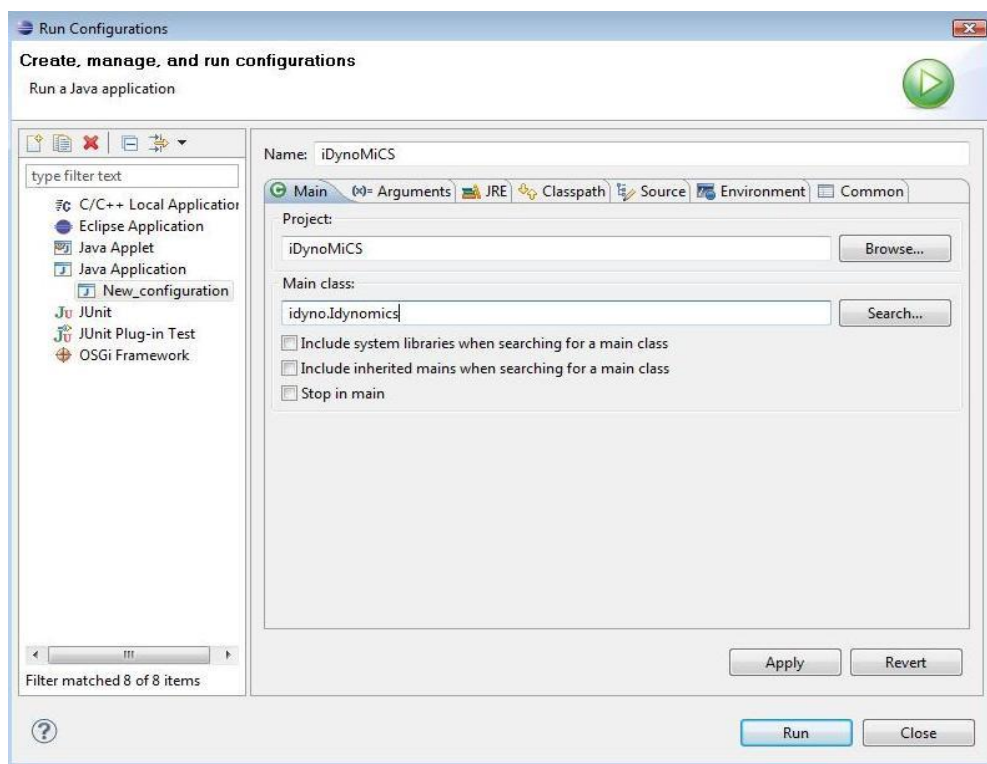 Run Configurations
Create, manage, and run configurations
Run a Java application
type filter text
C/C++ Local Application
Eclipse Application
Java Applet
Java Application
New_configuration
JUnit
JUnit Plug-in Test
OSGi Framework
Filter matched 8 of 8 items
Name: iDynoMiCS
Main (x)= Arguments JRE Classpath Source Environment Common
Project:
iDynoMiCS Browse...
Main class:
idyno.Idynomics Search...
Include system libraries when searching for a main class
Include inherited mains when searching for a main class
Stop in main
Apply Revert
? Run Close